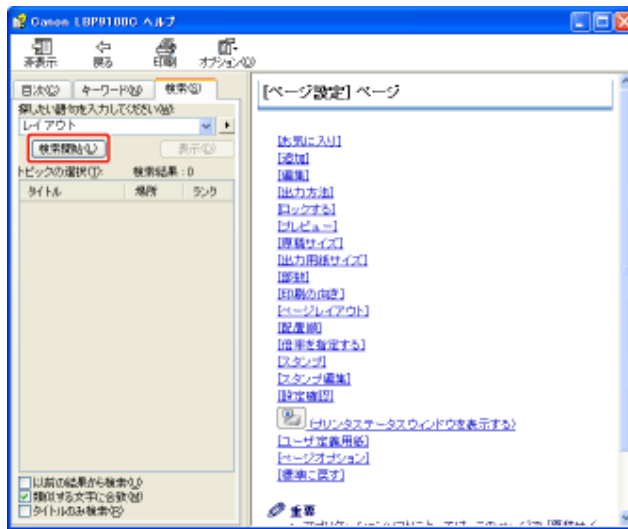 Canon LBP9100C ヘルプ
非表示 戻る 印刷 オプション(O)
目次(C) キーワード(N) 検索(S)
探したい語句を入力してください(W):
レイアウト
検索開始(L) 表示(D)
トピックの選択(T): 検索結果:0
タイトル 場所 ランク
以前の結果から検索(U)
類似する文字に合致(M)
タイトルのみ検索(R)
[ページ設定] ページ
[お気に入り]
[追加]
[編集]
[出力方法]
[ロックする]
[プレビュー]
[原稿サイズ]
[出力用紙サイズ]
[部数]
[印刷の向き]
[ページレイアウト]
[配置順]
[倍率を指定する]
[スタンプ]
[スタンプ編集]
[設定確認]
(プリンタステータスウィンドウを表示する)
[ユーザ定義用紙]
[ページオプション]
[標準に戻す]
重要